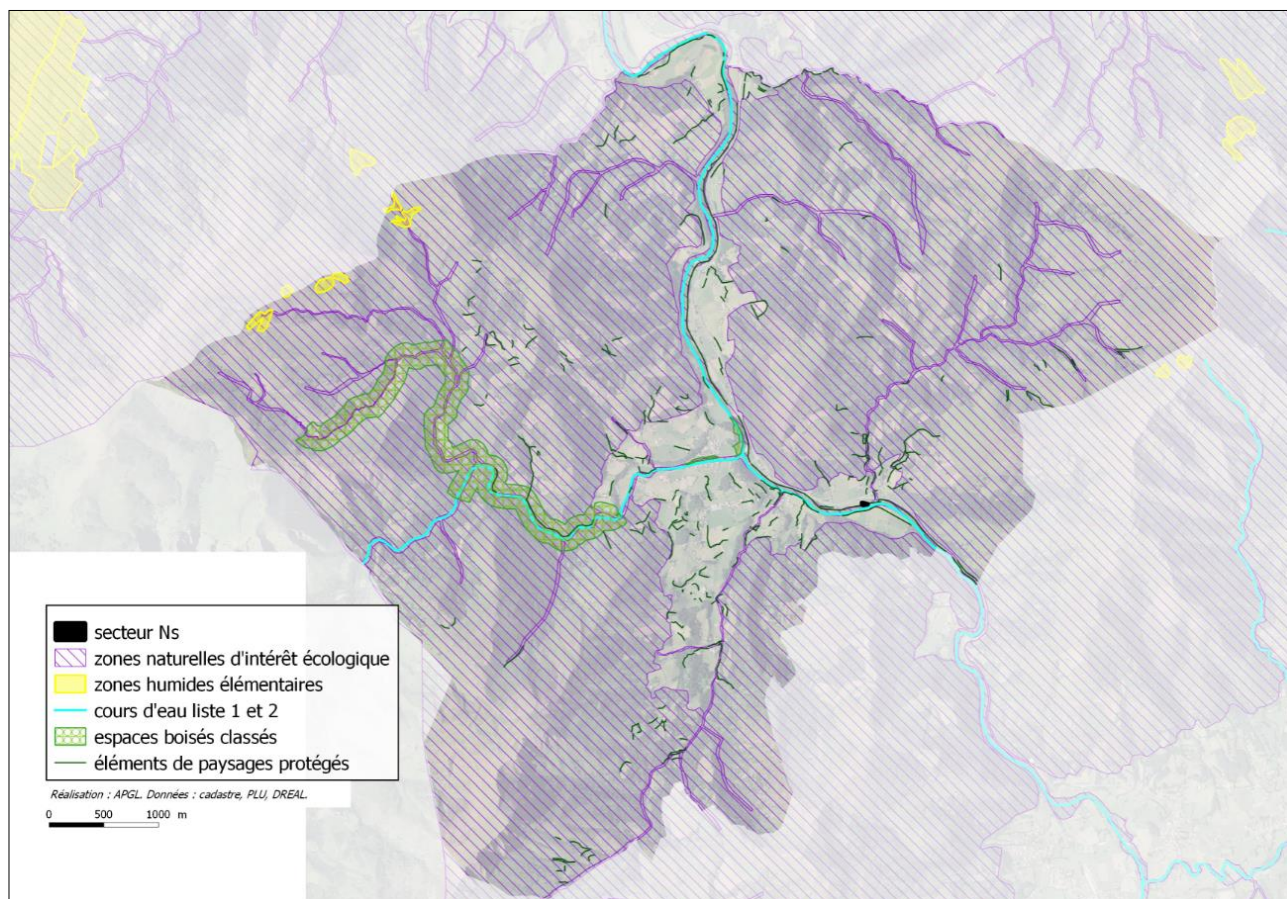 secteur Ns
zones naturelles d'intérêt écologique
zones humides élémentaires
cours d'eau liste 1 et 2
espaces boisés classés
éléments de paysages protégés
Réalisation : APGL. Données : cadastre, PLU, DREAL.
0 500 1000 m